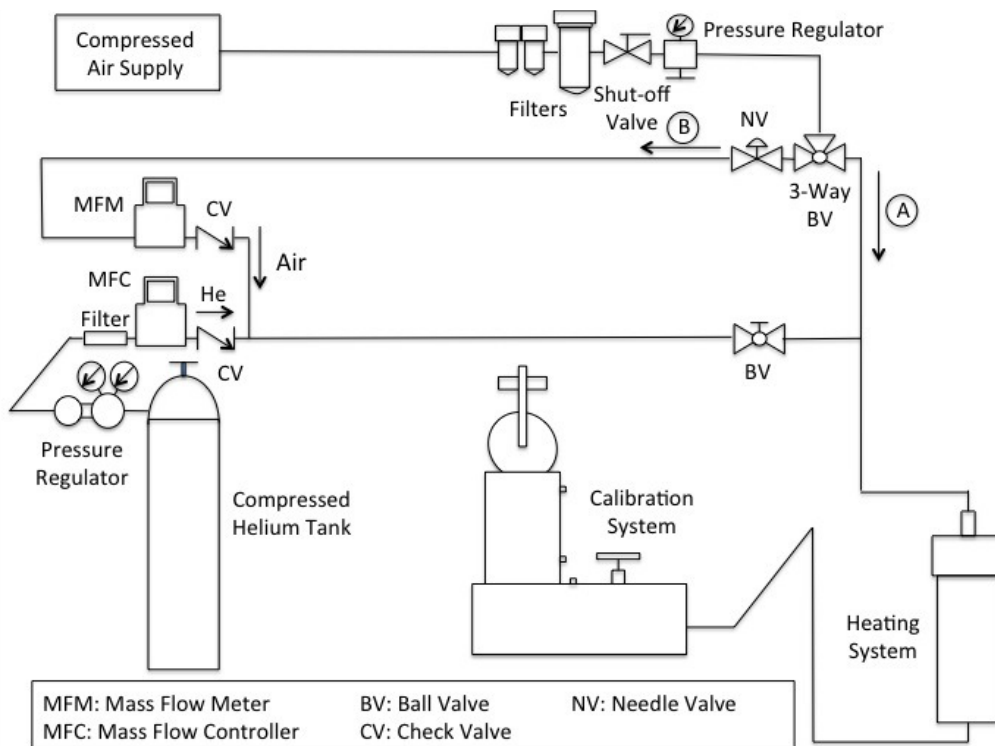 Compressed
Air Supply
Pressure Regulator
Filters
Shut-off
Valve
B
NV
3-Way
BV
A
MFM
CV
Air
MFC
He
Filter
CV
BV
Pressure
Regulator
Compressed
Helium Tank
Calibration
System
Heating
System
MFM: Mass Flow Meter BV: Ball Valve NV: Needle Valve
MFC: Mass Flow Controller CV: Check Valve